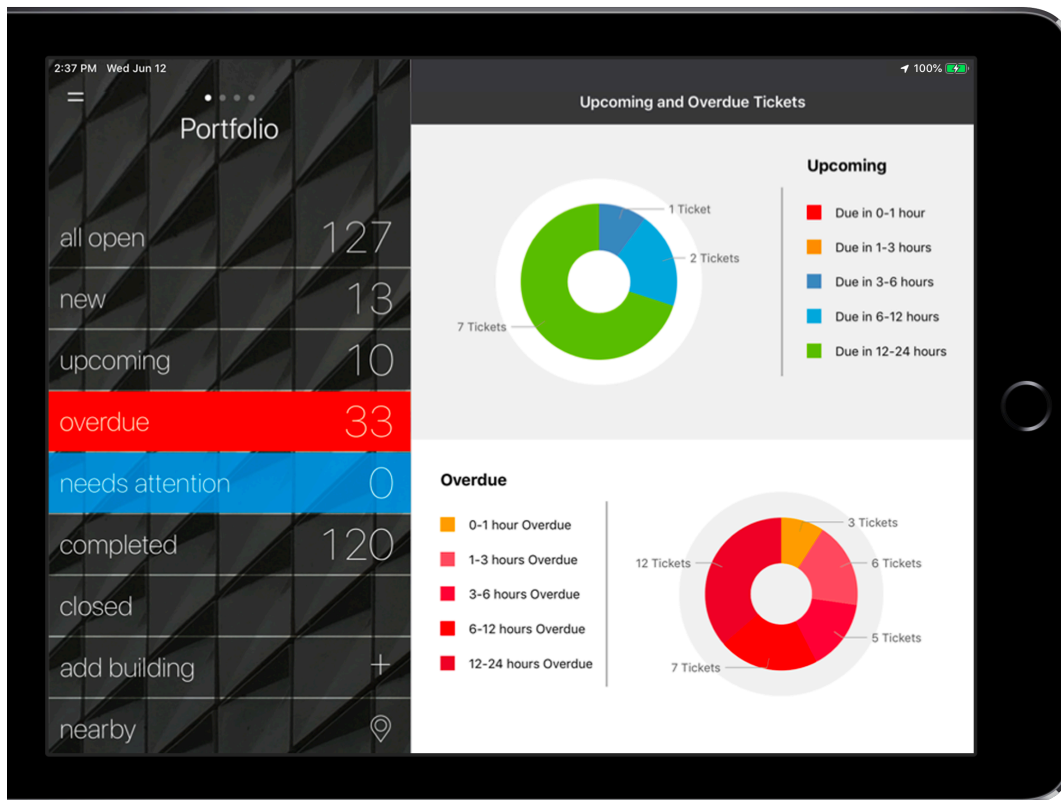 2:37 PM Wed Jun 12
100%
Portfolio
all open 127
new 13
upcoming 10
overdue 33
needs attention 0
completed 120
closed
add building +
nearby
Upcoming and Overdue Tickets
1 Ticket
2 Tickets
7 Tickets
Upcoming
Due in 0-1 hour
Due in 1-3 hours
Due in 3-6 hours
Due in 6-12 hours
Due in 12-24 hours
Overdue
0-1 hour Overdue
1-3 hours Overdue
3-6 hours Overdue
6-12 hours Overdue
12-24 hours Overdue
3 Tickets
12 Tickets
6 Tickets
5 Tickets
7 Tickets